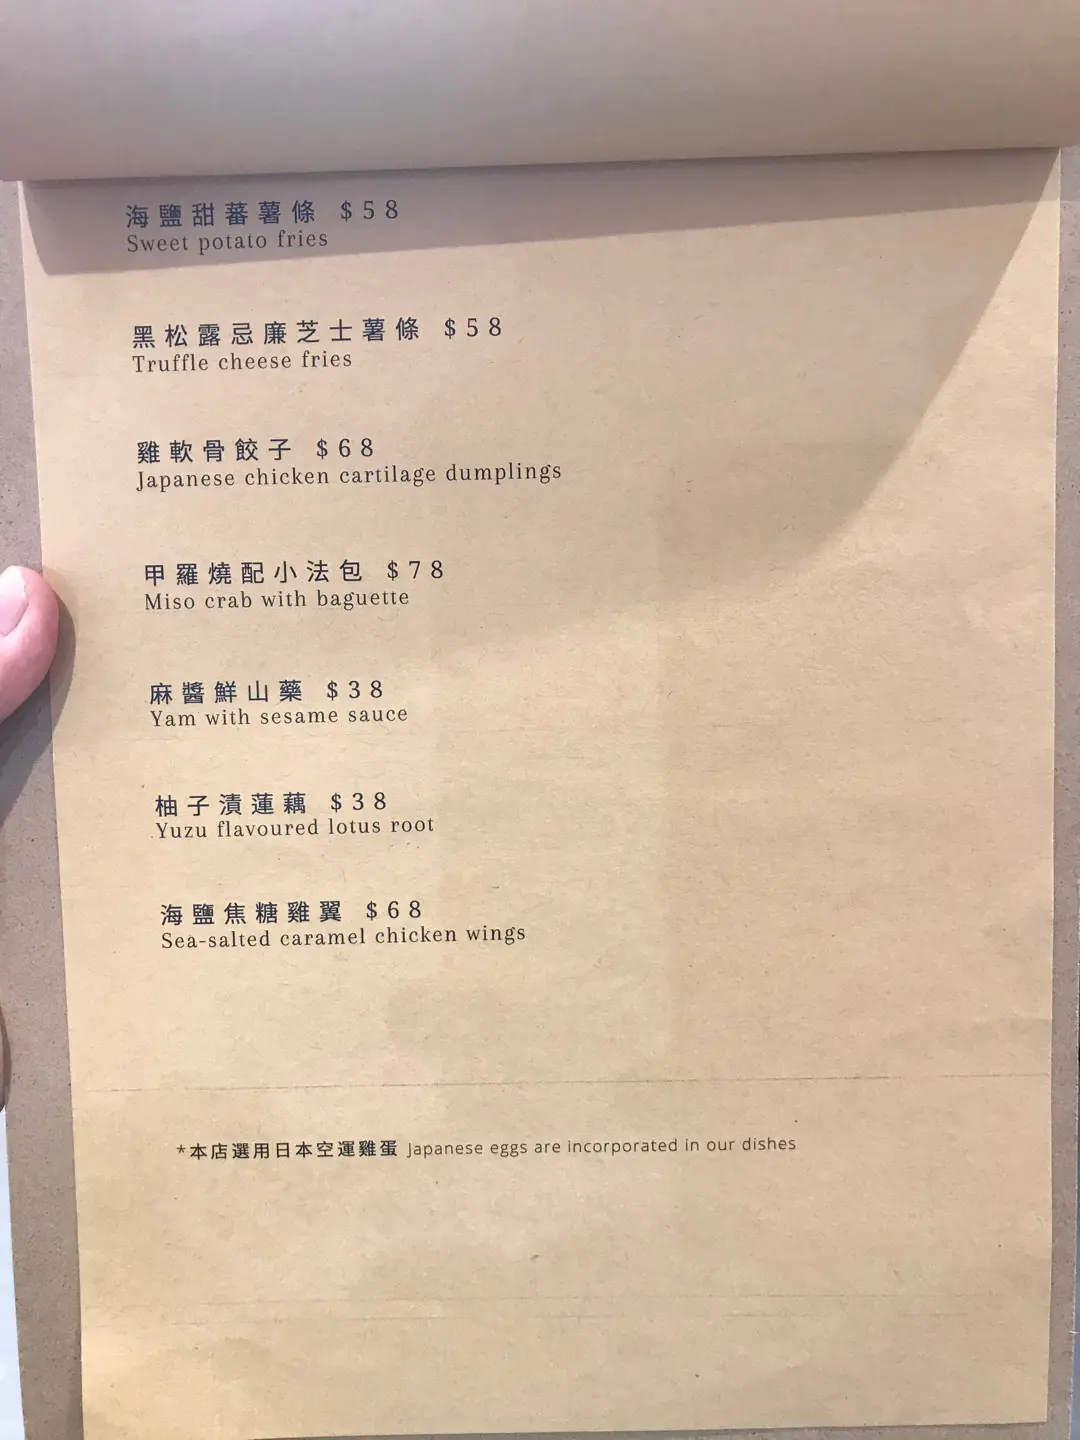 海鹽甜蕃薯條 $58
Sweet potato fries
黑松露忌廉芝士薯條 $58
Truffle cheese fries
雞軟骨餃子 $68
Japanese chicken cartilage dumplings
甲羅燒配小法包 $78
Miso crab with baguette
麻醬鮮山藥 $38
Yam with sesame sauce
柚子漬蓮藕 $38
Yuzu flavoured lotus root
海鹽焦糖雞翼 $68
Sea-salted caramel chicken wings
*本店選用日本空運雞蛋 Japanese eggs are incorporated in our dishes